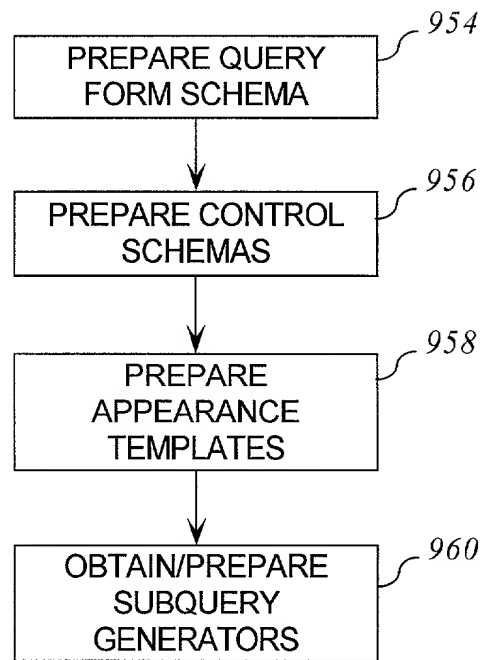 954
PREPARE QUERY
FORM SCHEMA
956
PREPARE CONTROL
SCHEMAS
958
PREPARE
APPEARANCE
TEMPLATES
960
OBTAIN/PREPARE
SUBQUERY
GENERATORS